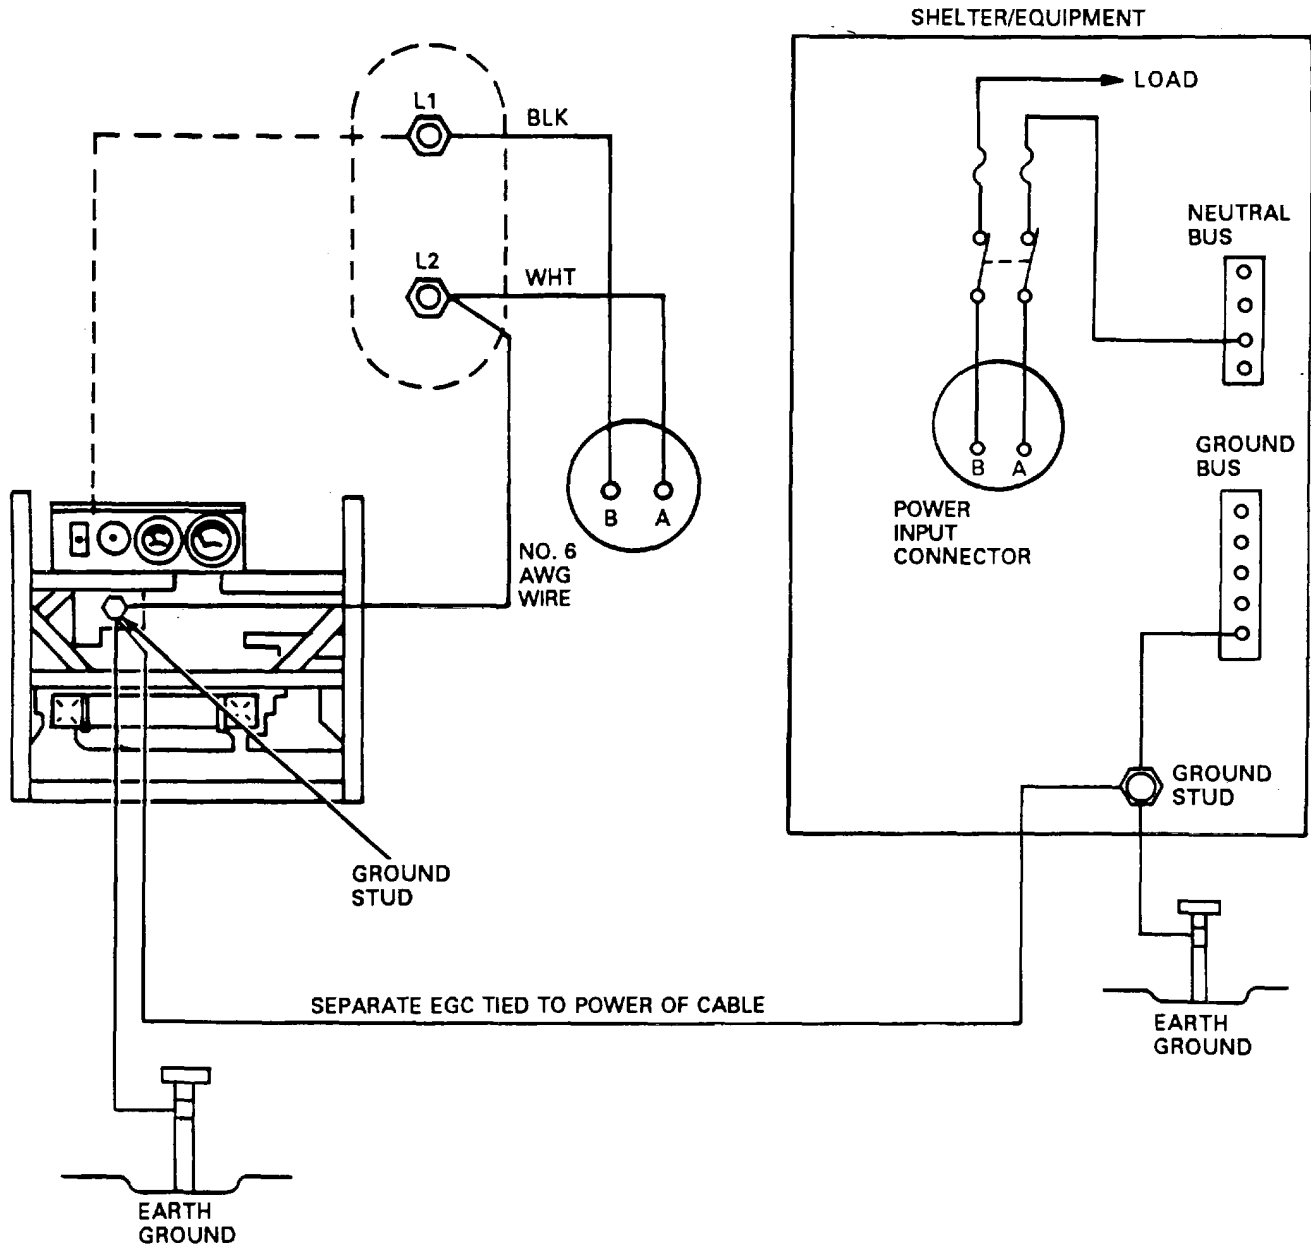 SHELTER/EQUIPMENT
LOAD
L1
BLK
L2
WHT
NEUTRAL
BUS
B A
B A
POWER
INPUT
CONNECTOR
GROUND
BUS
NO. 6
AWG
WIRE
GROUND
STUD
GROUND
STUD
SEPARATE EGC TIED TO POWER OF CABLE
EARTH
GROUND
EARTH
GROUND